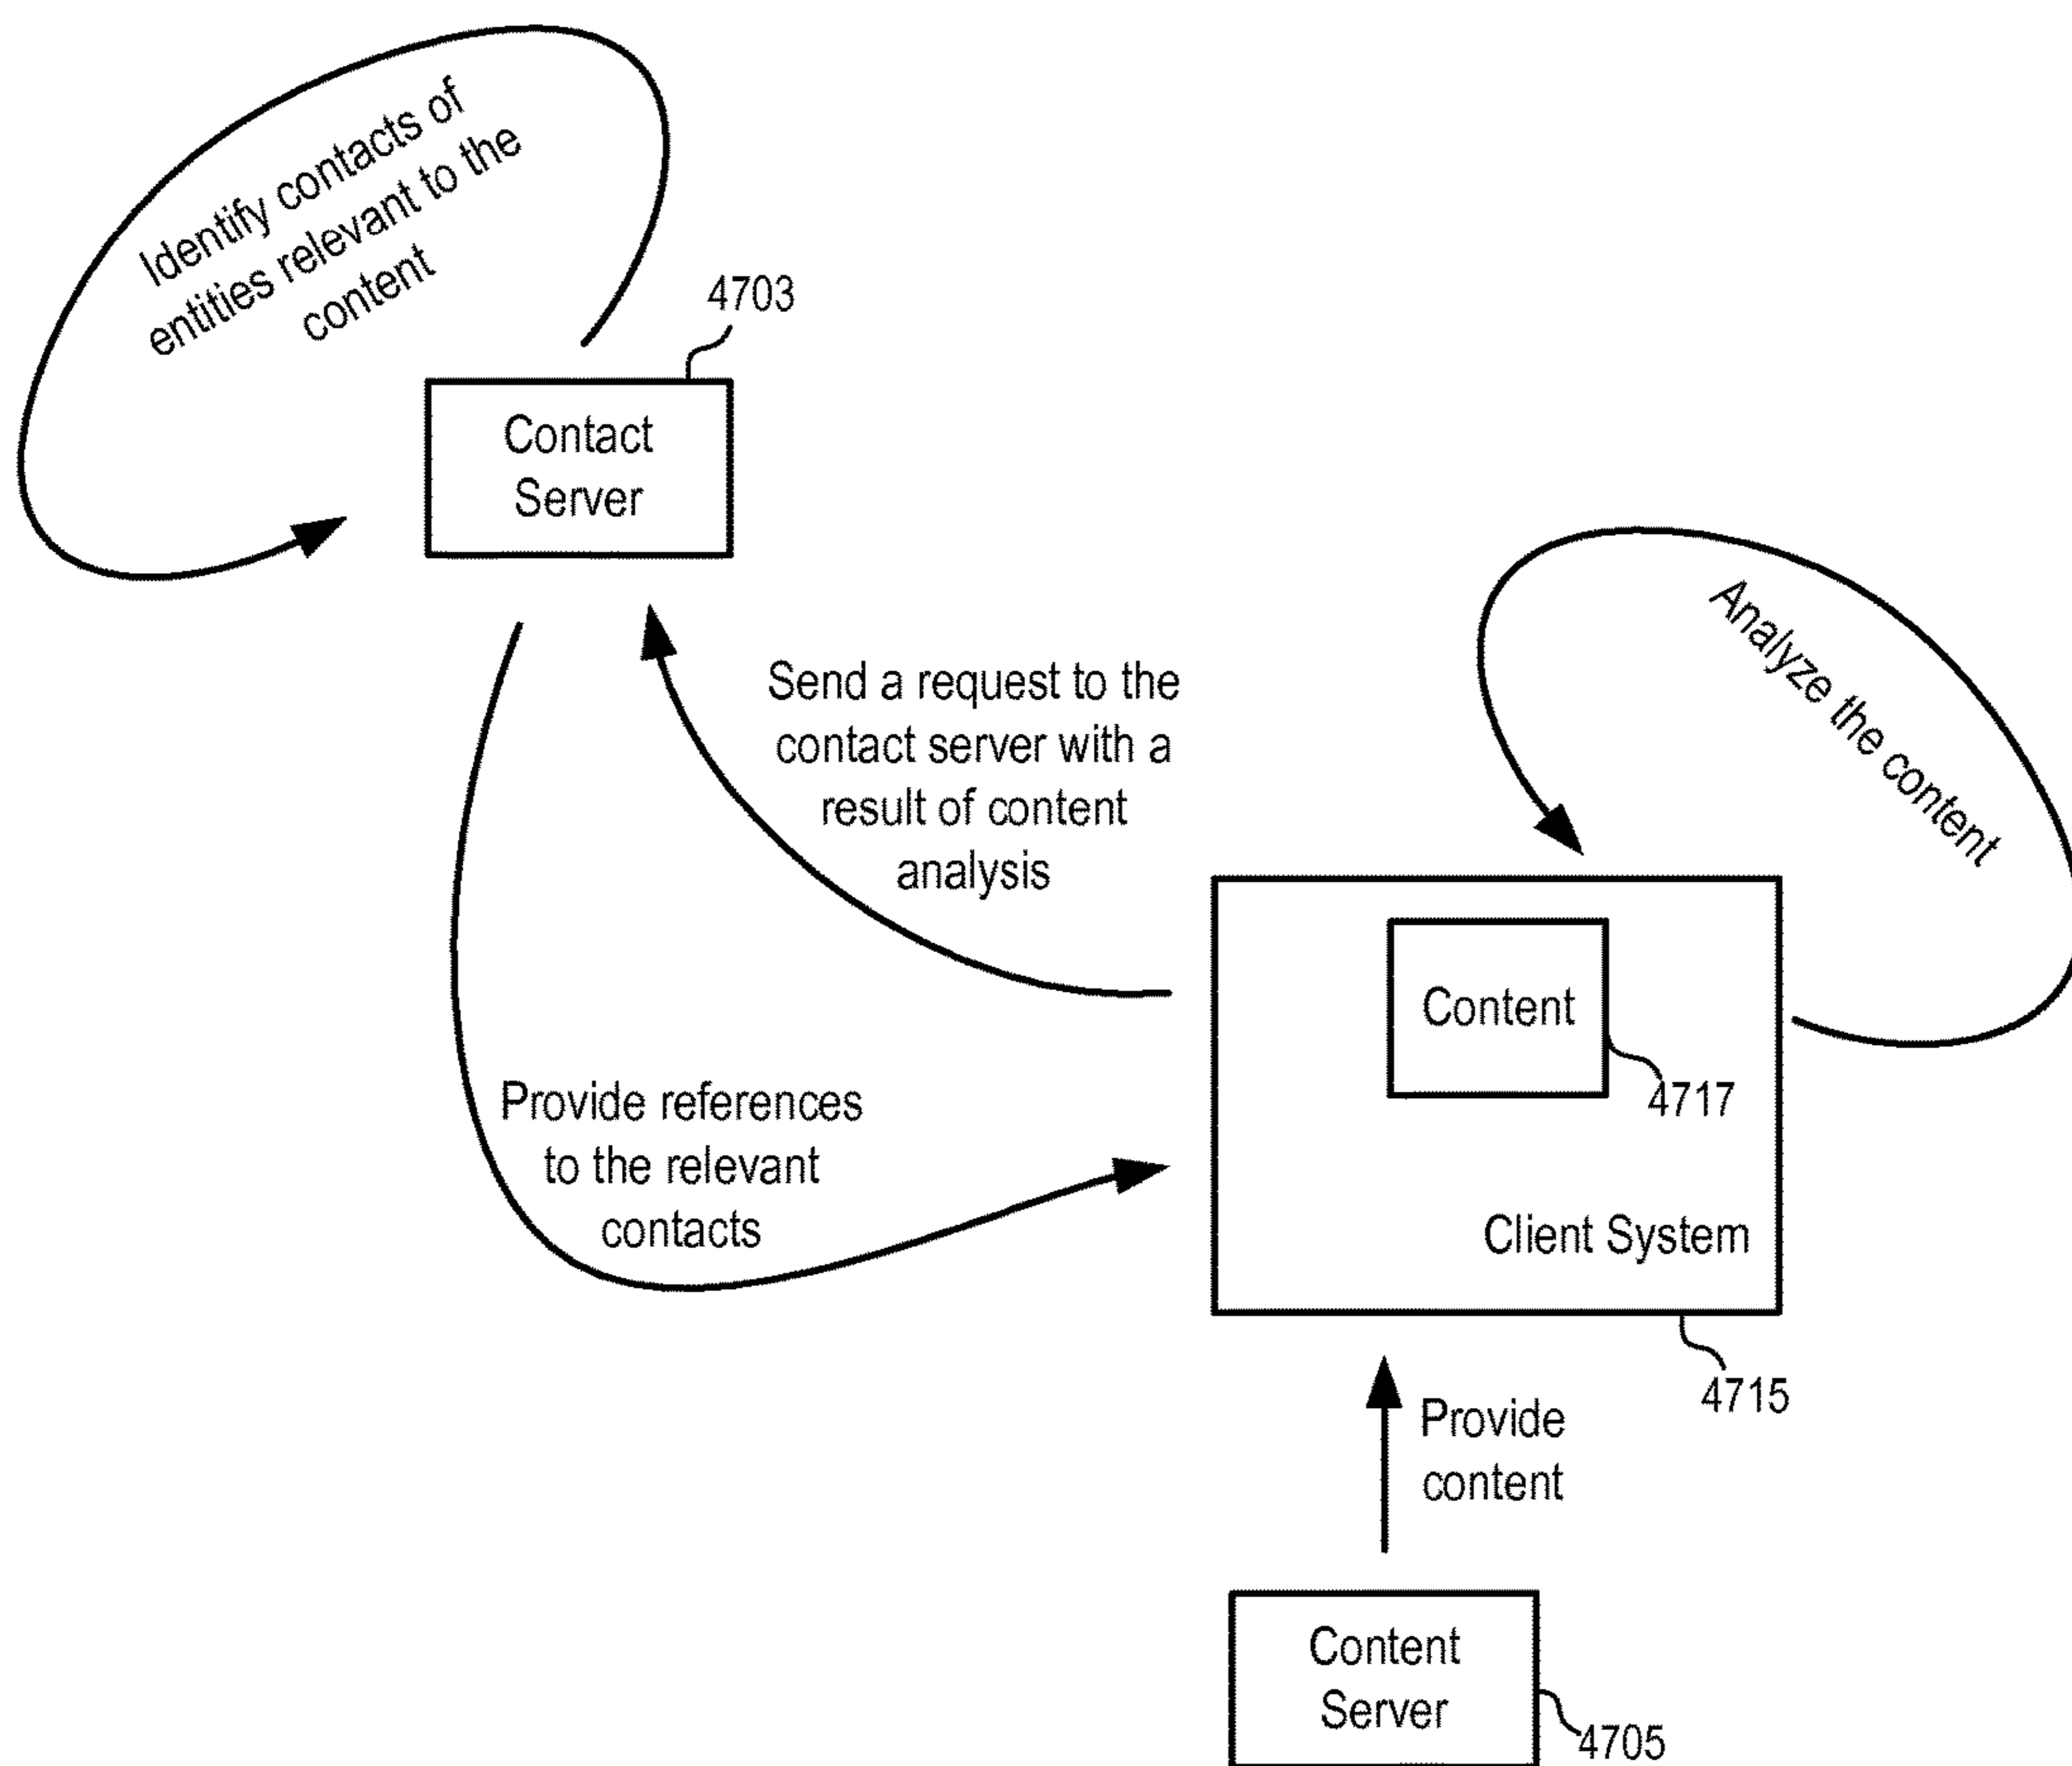 Identify contacts of
entities relevant to the
content
4703
Contact
Server
Send a request to the
contact server with a
result of content
analysis
Analyze the content
Content
4717
Provide references
to the relevant
contacts
Client System
4715
Provide
content
Content
Server
4705